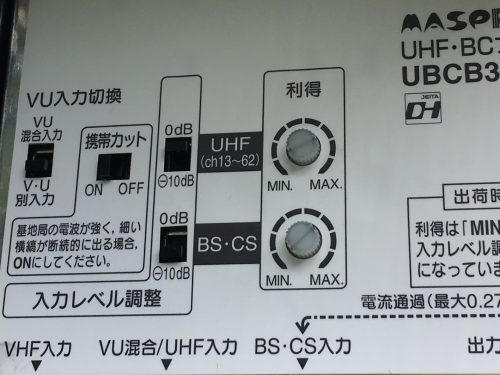 MASP
UHF・BC
UBCB3
JEITA
DH
VU入力切換
VU
混合入力
V・U
別入力
携帯カット
ON OFF
基地局の電波が強く,細い
横縞が断続的に出る場合,
ONにしてください。
0dB
⊖10dB
UHF
(ch13~62)
0dB
⊖10dB
BS・CS
利得
MIN. MAX.
MIN. MAX.
入力レベル調整
出荷時
利得は「MIN
入力レベル調
になっていま
電流通過(最大0.27
VHF入力 VU混合/UHF入力 BS・CS入力 出力